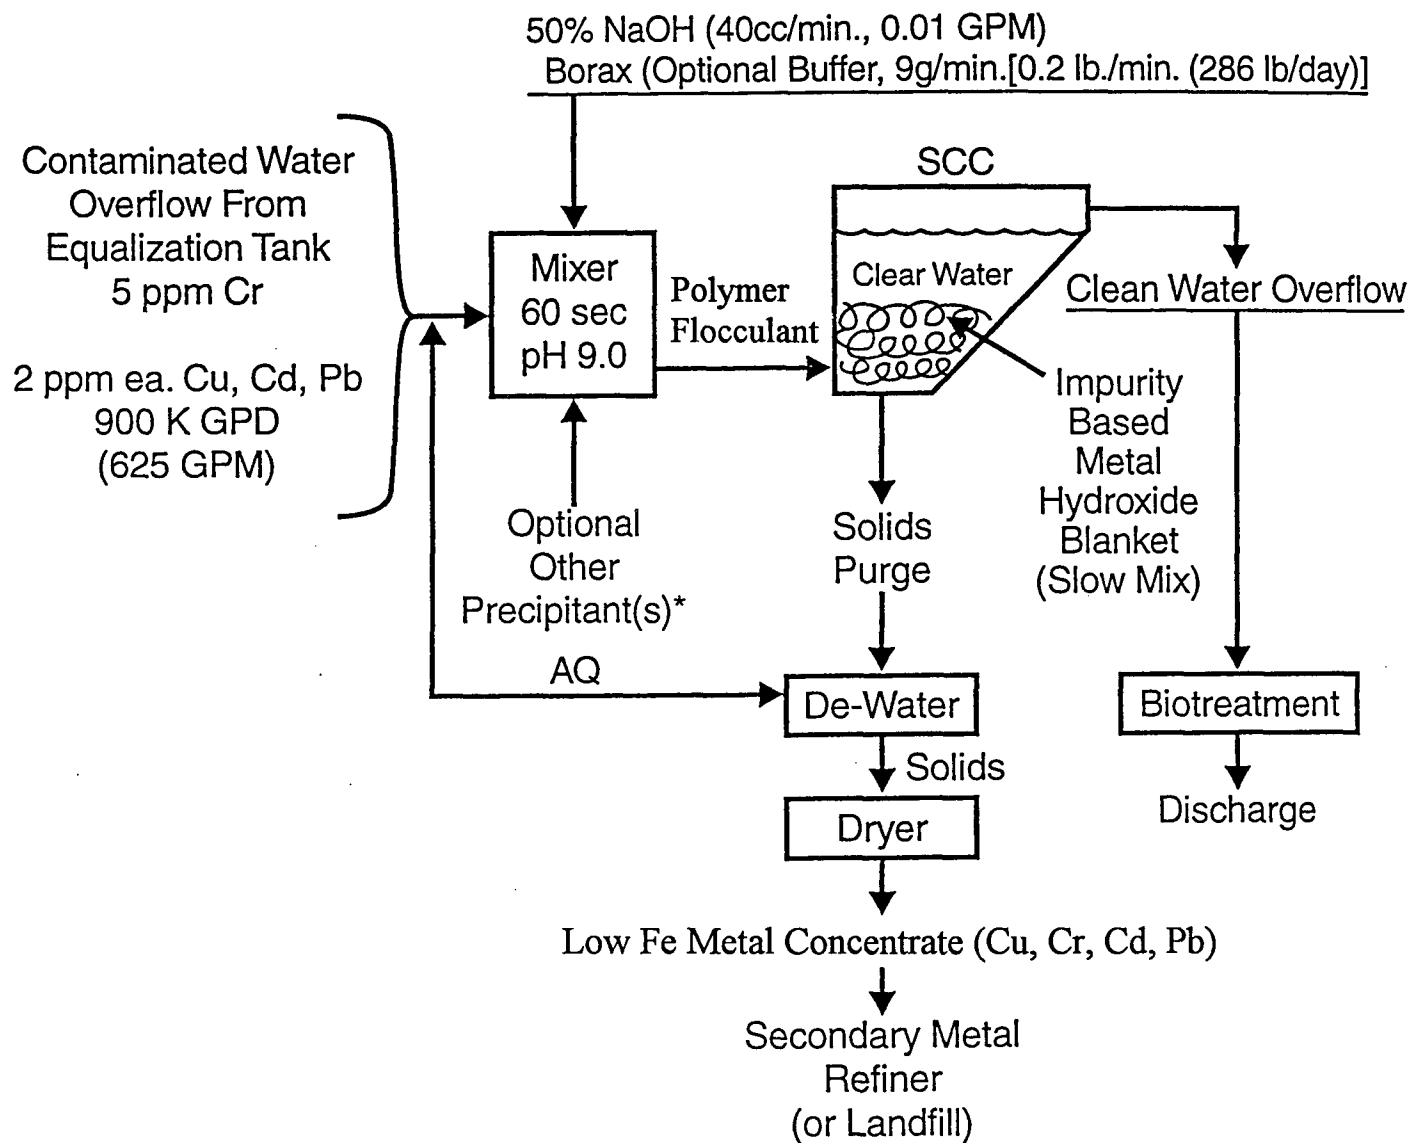 50% NaOH (40cc/min., 0.01 GPM)
Borax (Optional Buffer, 9g/min.[0.2 lb./min. (286 lb/day)]
Contaminated Water
Overflow From
Equalization Tank
5 ppm Cr
2 ppm ea. Cu, Cd, Pb
900 K GPD
(625 GPM)
Mixer
60 sec
pH 9.0
Polymer
Flocculant
SCC
Clear Water
Clean Water Overflow
Impurity
Based
Metal
Hydroxide
Blanket
(Slow Mix)
Optional
Other
Precipitant(s)*
Solids
Purge
AQ
De-Water
Biotreatment
Solids
Discharge
Dryer
Low Fe Metal Concentrate (Cu, Cr, Cd, Pb)
Secondary Metal
Refiner
(or Landfill)